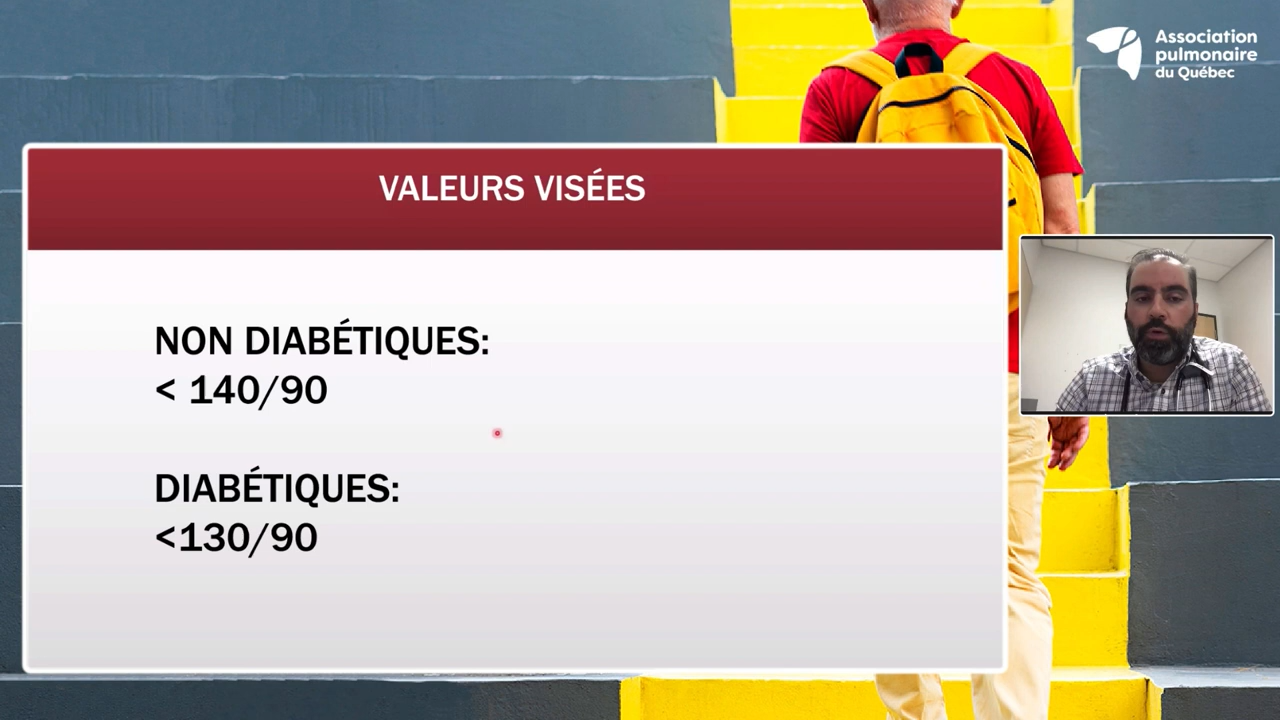 Association
pulmonaire
du Québec
VALEURS VISÉES
NON DIABÉTIQUES:
< 140/90
DIABÉTIQUES:
<130/90